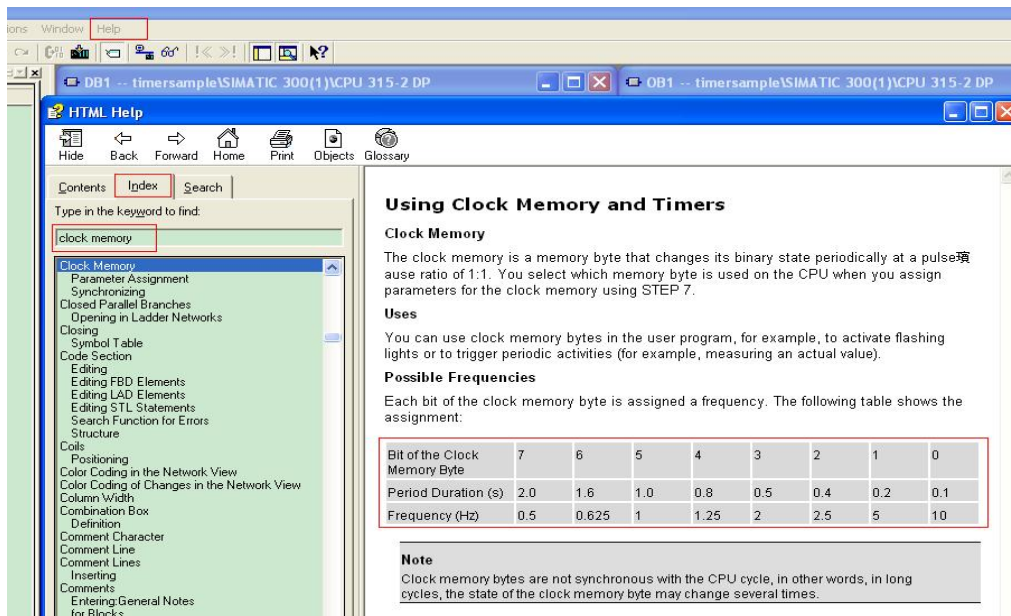 ions Window Help
DB1 -- timersample\SIMATIC 300(1)\CPU 315-2 DP
OB1 -- timersample\SIMATIC 300(1)\CPU 315-2 DP
HTML Help
Hide Back Forward Home Print Objects Glossary
Contents Index Search
Type in the keyword to find:
clock memory
Clock Memory
Parameter Assignment
Synchronizing
Closed Parallel Branches
Opening in Ladder Networks
Closing
Symbol Table
Code Section
Editing
Editing FBD Elements
Editing LAD Elements
Editing STL Statements
Search Function for Errors
Structure
Coils
Positioning
Color Coding in the Network View
Color Coding of Changes in the Network View
Column Width
Combination Box
Definition
Comment Character
Comment Line
Comment Lines
Inserting
Comments
Entering:General Notes
for Blocks
Using Clock Memory and Timers
Clock Memory
The clock memory is a memory byte that changes its binary state periodically at a pulse瑻
ause ratio of 1:1. You select which memory byte is used on the CPU when you assign
parameters for the clock memory using STEP 7.
Uses
You can use clock memory bytes in the user program, for example, to activate flashing
lights or to trigger periodic activities (for example, measuring an actual value).
Possible Frequencies
Each bit of the clock memory byte is assigned a frequency. The following table shows the
assignment:
Bit of the Clock 7 6 5 4 3 2 1 0
Memory Byte
Period Duration (s) 2.0 1.6 1.0 0.8 0.5 0.4 0.2 0.1
Frequency (Hz) 0.5 0.625 1 1.25 2 2.5 5 10
Note
Clock memory bytes are not synchronous with the CPU cycle, in other words, in long
cycles, the state of the clock memory byte may change several times.